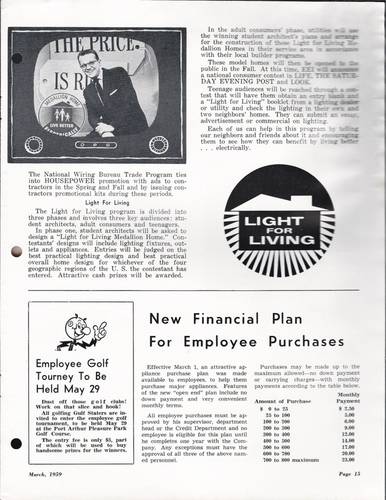 THE PRICE
IS R
MEDALLION HOME
LIVE BETTER
Electrically
The National Wiring Bureau Trade Program ties
into HOUSEPOWER promotion with ads to con-
tractors in the Spring and Fall and by issuing con-
tractors promotional kits during these periods.
Light For Living
The Light for Living program is divided into
three phases and involves three key audiences: stu-
dent architects, adult consumers and teenagers.
In phase one, student architects will be asked to
design a "Light for Living Medallion Home." Con-
testants' designs will include lighting fixtures, out-
lets and appliances. Entries will be judged on the
best practical lighting design and best practical
overall home design for whichever of the four
geographic regions of the U. S. the contestant has
entered. Attractive cash prizes will be awarded.
In the adult consumers' phase, utilities will use
the winning student architect's plans and arrange
for the construction of these Light for Living Me-
dallion Homes in their service area in accordance
with their local builder programs.
These model homes will then be opened to the
public in the Fall. At this time, EEI will announce
a national consumer contest in LIFE, THE SATUR-
DAY EVENING POST and LOOK.
Teenage audiences will be reached through a con-
test that will have them obtain an entry blank and
a "Light for Living" booklet from a lighting dealer
or utility and check the lighting in their own and
two neighbors' homes. They can submit an essay,
advertisement or commercial on lighting.
Each of us can help in this program by telling
our neighbors and friends about it and encouraging
them to see how they can benefit by living better
. . . electrically.
LIGHT
FOR
LIVING
Employee Golf
Tourney To Be
Held May 29
Dust off those golf clubs!
Work on that slice and hook!
All golfing Gulf Staters are in-
vited to enter the employee golf
tournament, to be held May 29
at the Port Arthur Pleasure Park
Golf Course.
The entry fee is only $5, part
of which will be used to buy
handsome prizes for the winners.
New Financial Plan
For Employee Purchases
Effective March 1, an attractive ap-
pliance purchase plan was made
available to employees, to help them
purchase major appliances. Features
of the new "open end" plan include no
down payment and very convenient
monthly terms.
All employee purchases must be ap-
proved by his supervisor, department
head or the Credit Department and no
employee is eligible for this plan until
he completes one year with the Com-
pany. Any exceptions must have the
approval of all three of the above nam-
ed personnel.
Purchases may be made up to the
maximum allowed—no down payment
or carrying charges—with monthly
payments according to the table below.
Monthly
Amount of Purchase Payment
$ 0 to 25 $ 2.50
25 to 100 5.00
100 to 200 6.00
200 to 300 9.00
300 to 400 12.00
400 to 500 14.00
500 to 600 17.00
600 to 700 20.00
700 to 800 maximum 23.00
March, 1959
Page 15